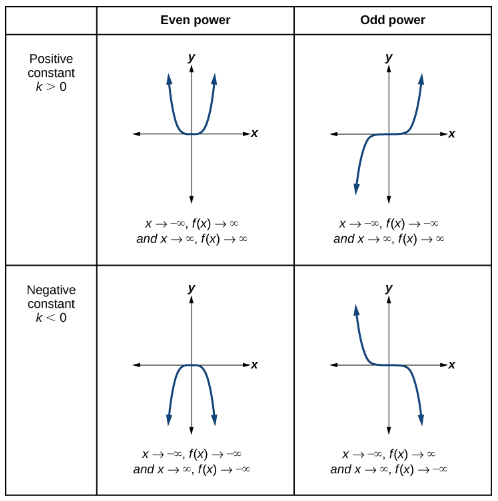 Even power
Odd power
Positive
constant
k > 0
y
x
x → −∞, f(x) → ∞
and x → ∞, f(x) → ∞
y
x
x → −∞, f(x) → −∞
and x → ∞, f(x) → ∞
Negative
constant
k < 0
y
x
x → −∞, f(x) → −∞
and x → ∞, f(x) → −∞
y
x
x → −∞, f(x) → ∞
and x → ∞, f(x) → −∞